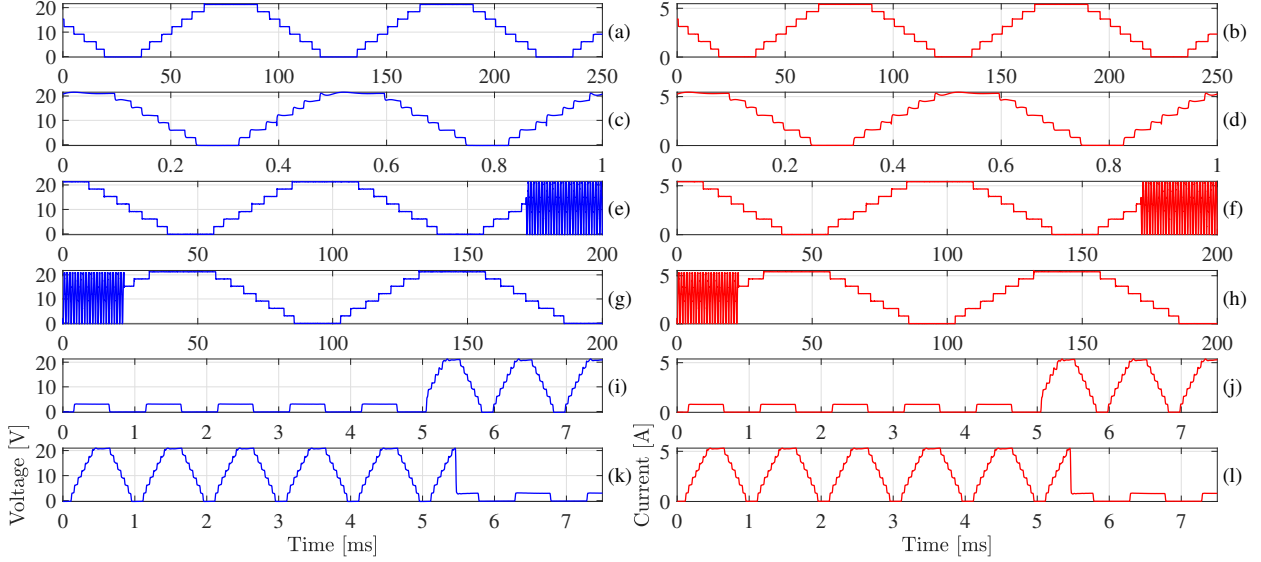 20
10
0
(a)
0 50 100 150 200 250
5
0
(b)
0 50 100 150 200 250
20
10
0
(c)
0 0.2 0.4 0.6 0.8 1
5
0
(d)
0 0.2 0.4 0.6 0.8 1
20
10
0
(e)
0 50 100 150 200
5
0
(f)
0 50 100 150 200
20
10
0
(g)
0 50 100 150 200
5
0
(h)
0 50 100 150 200
20
10
0
(i)
0 1 2 3 4 5 6 7
5
0
(j)
0 1 2 3 4 5 6 7
20
10
0
(k)
0 1 2 3 4 5 6 7
5
0
(l)
0 1 2 3 4 5 6 7
Voltage [V]
Current [A]
Time [ms]
Time [ms]